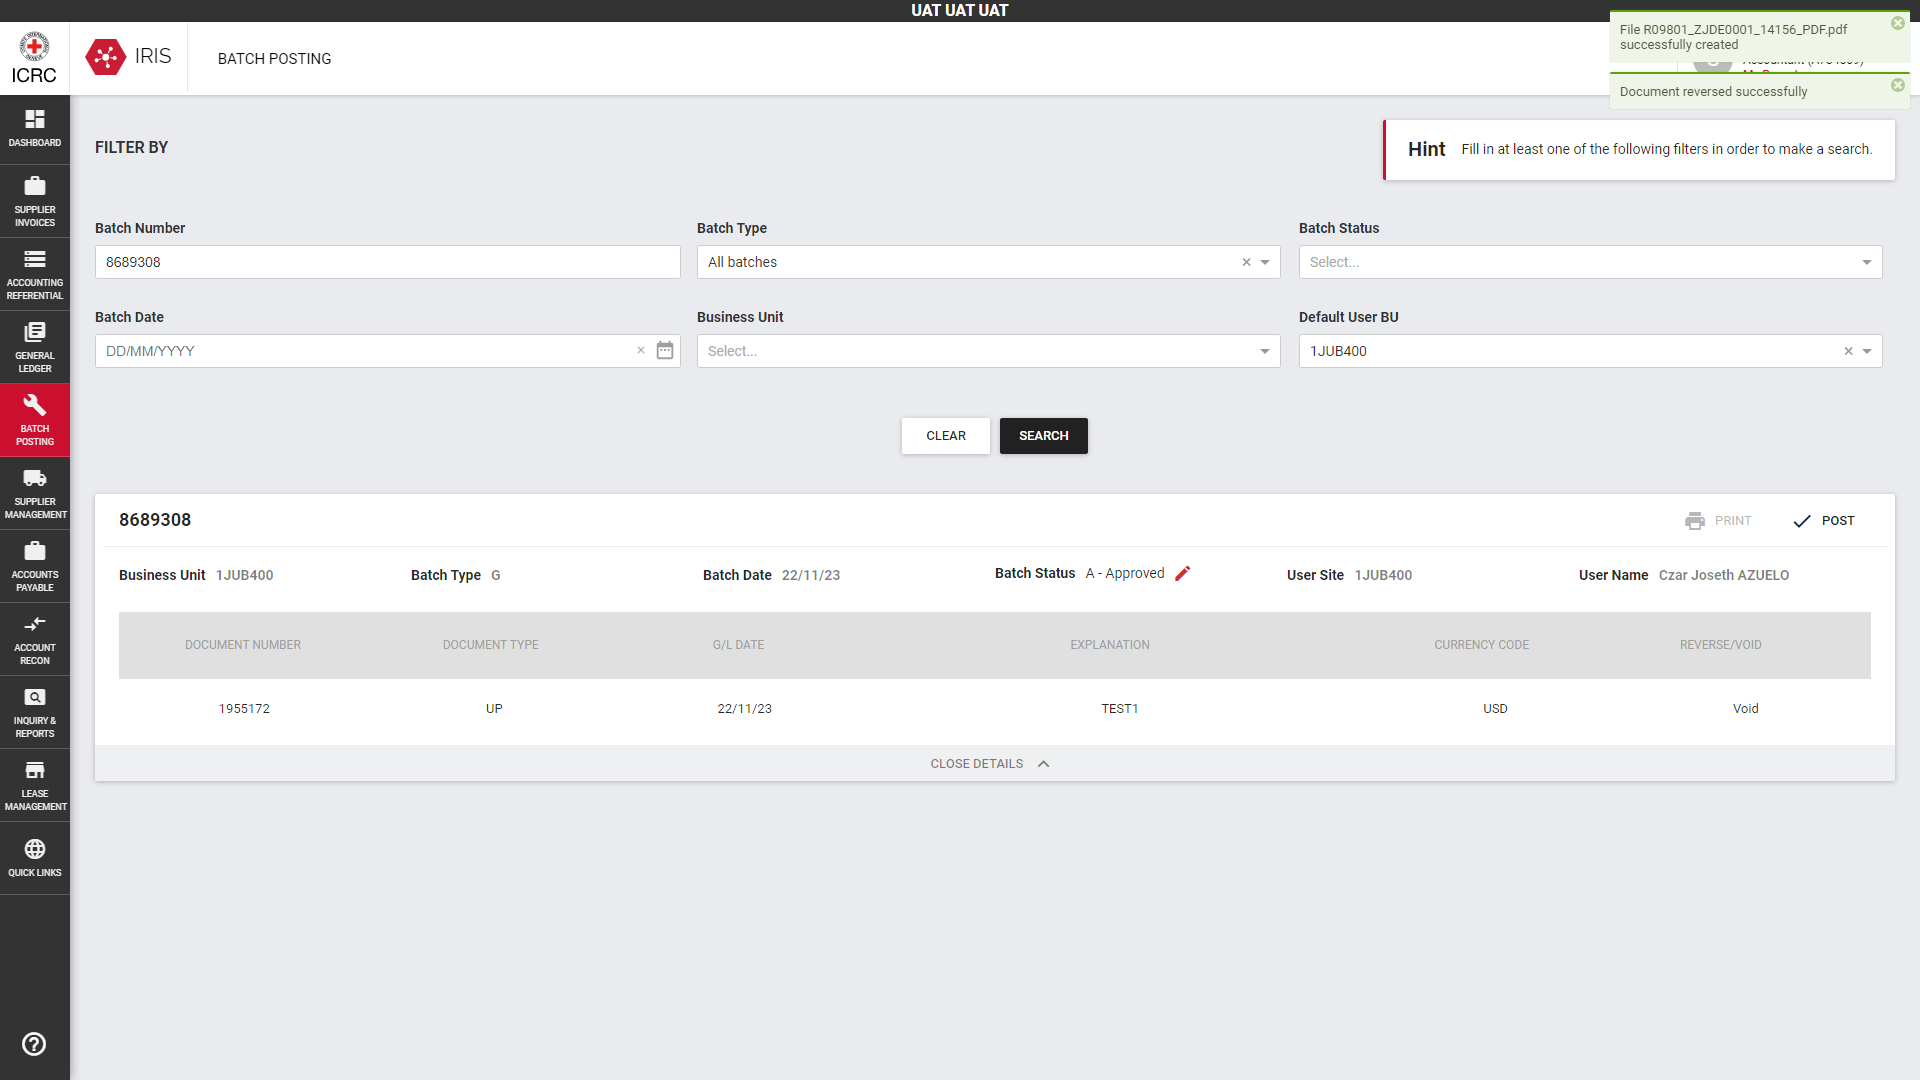 UAT UAT UAT
ICRC
IRIS
BATCH POSTING
File R09801_ZJDE0001_14156_PDF.pdf
successfully created
Document reversed successfully
DASHBOARD
SUPPLIER
INVOICES
ACCOUNTING
REFERENTIAL
GENERAL
LEDGER
BATCH
POSTING
SUPPLIER
MANAGEMENT
ACCOUNTS
PAYABLE
ACCOUNT
RECON
INQUIRY &
REPORTS
LEASE
MANAGEMENT
QUICK LINKS
FILTER BY
Hint Fill in at least one of the following filters in order to make a search.
Batch Number Batch Type Batch Status
8689308 All batches Select...
Batch Date Business Unit Default User BU
DD/MM/YYYY Select... 1JUB400
CLEAR SEARCH
8689308 PRINT POST
Business Unit 1JUB400 Batch Type G Batch Date 22/11/23 Batch Status A - Approved User Site 1JUB400 User Name Czar Joseth AZUELO
DOCUMENT NUMBER DOCUMENT TYPE G/L DATE EXPLANATION CURRENCY CODE REVERSE/VOID
1955172 UP 22/11/23 TEST1 USD Void
CLOSE DETAILS